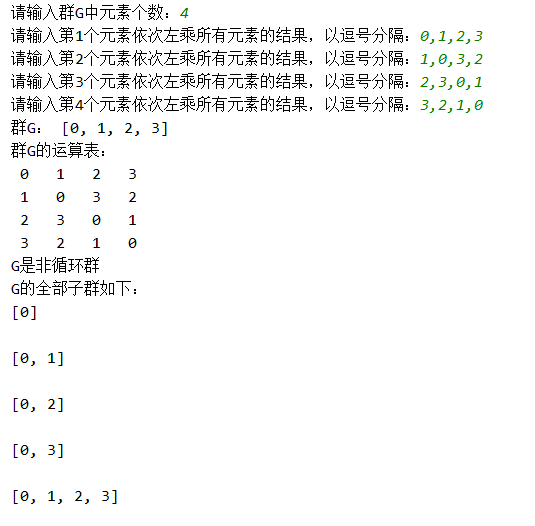 请输入群G中元素个数：4
请输入第1个元素依次左乘所有元素的结果，以逗号分隔：0,1,2,3
请输入第2个元素依次左乘所有元素的结果，以逗号分隔：1,0,3,2
请输入第3个元素依次左乘所有元素的结果，以逗号分隔：2,3,0,1
请输入第4个元素依次左乘所有元素的结果，以逗号分隔：3,2,1,0
群G： [0, 1, 2, 3]
群G的运算表：
0 1 2 3
1 0 3 2
2 3 0 1
3 2 1 0
G是非循环群
G的全部子群如下：
[0]
[0, 1]
[0, 2]
[0, 3]
[0, 1, 2, 3]